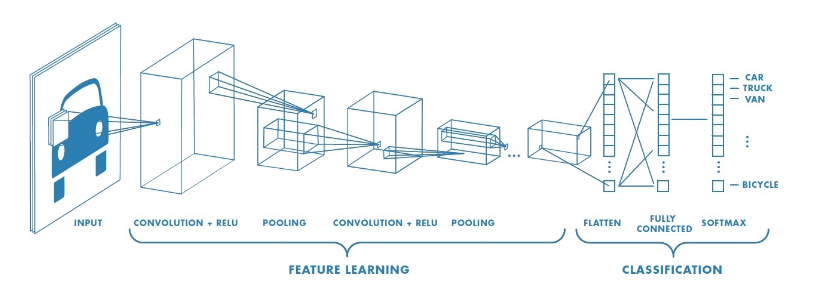 CAR
TRUCK
VAN
BICYCLE
INPUT
CONVOLUTION + RELU
POOLING
CONVOLUTION + RELU
POOLING
FLATTEN
FULLY
CONNECTED
SOFTMAX
FEATURE LEARNING
CLASSIFICATION